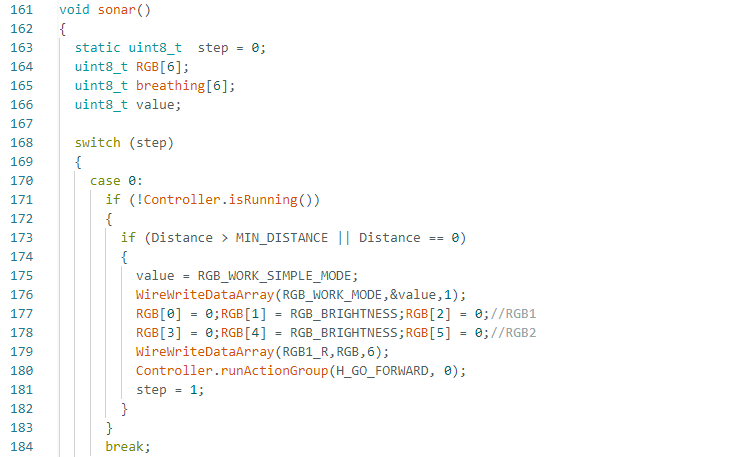 161 void sonar()
162 {
163   static uint8_t  step = 0;
164   uint8_t RGB[6];
165   uint8_t breathing[6];
166   uint8_t value;
167
168   switch (step)
169   {
170     case 0:
171       if (!Controller.isRunning())
172       {
173         if (Distance > MIN_DISTANCE || Distance == 0)
174         {
175           value = RGB_WORK_SIMPLE_MODE;
176           WireWriteDataArray(RGB_WORK_MODE,&value,1);
177           RGB[0] = 0;RGB[1] = RGB_BRIGHTNESS;RGB[2] = 0;//RGB1
178           RGB[3] = 0;RGB[4] = RGB_BRIGHTNESS;RGB[5] = 0;//RGB2
179           WireWriteDataArray(RGB1_R,RGB,6);
180           Controller.runActionGroup(H_GO_FORWARD, 0);
181           step = 1;
182         }
183       }
184       break;